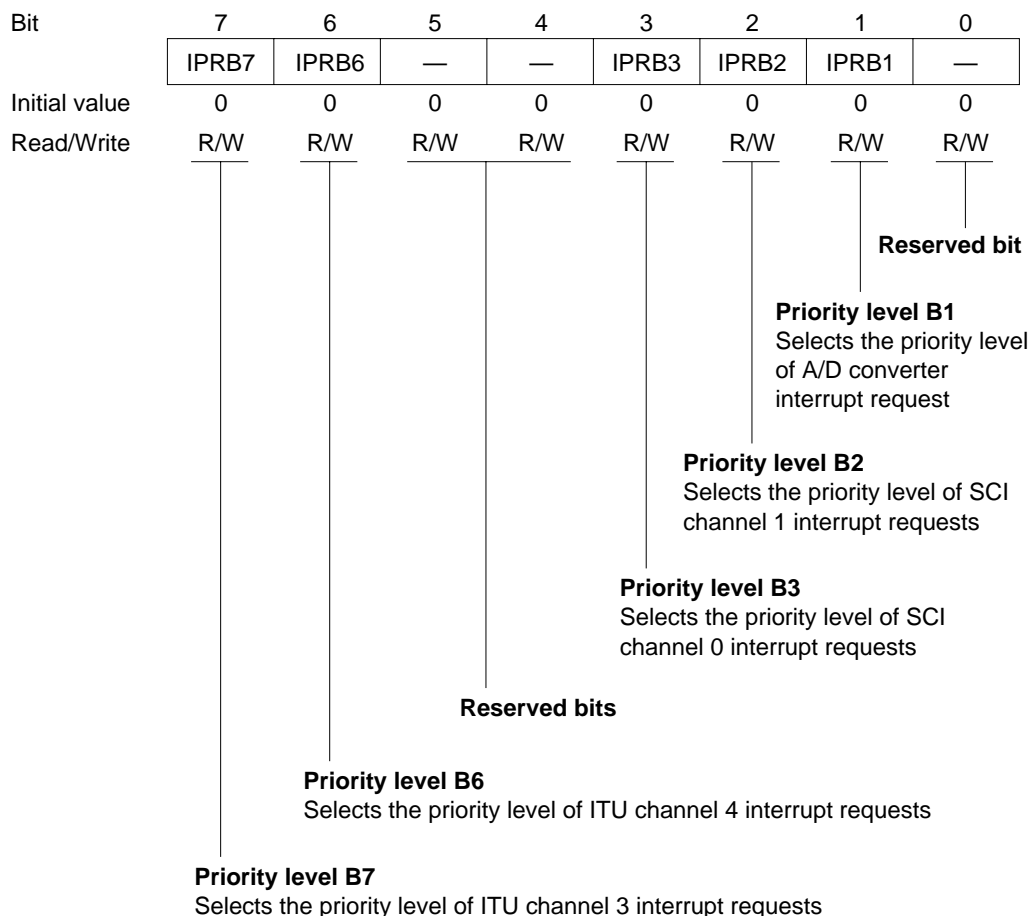 Bit 7 6 5 4 3 2 1 0
IPRB7 IPRB6 — — IPRB3 IPRB2 IPRB1 —
Initial value 0 0 0 0 0 0 0 0
Read/Write R/W R/W R/W R/W R/W R/W R/W R/W
Reserved bit
Priority level B1
Selects the priority level
of A/D converter
interrupt request
Priority level B2
Selects the priority level of SCI
channel 1 interrupt requests
Priority level B3
Selects the priority level of SCI
channel 0 interrupt requests
Reserved bits
Priority level B6
Selects the priority level of ITU channel 4 interrupt requests
Priority level B7
Selects the priority level of ITU channel 3 interrupt requests